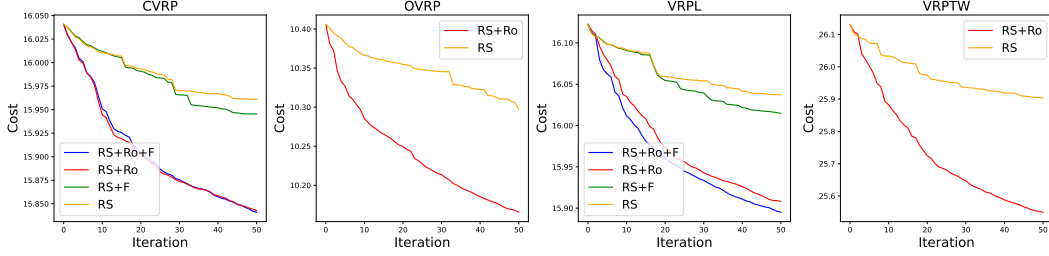 CVRP
16.050
16.025
16.000
15.975
15.950
15.925
15.900
15.875
15.850
Cost
RS+Ro+F
RS+Ro
RS+F
RS
0 10 20 30 40 50
Iteration
OVRP
10.40
10.30
10.20
Cost
RS+Ro
RS
0 10 20 30 40 50
Iteration
VRPL
16.10
16.05
16.00
15.95
15.90
Cost
RS+Ro+F
RS+Ro
RS+F
RS
0 10 20 30 40 50
Iteration
VRPTW
26.1
26.0
25.9
25.8
25.7
25.6
Cost
RS+Ro
RS
0 10 20 30 40 50
Iteration